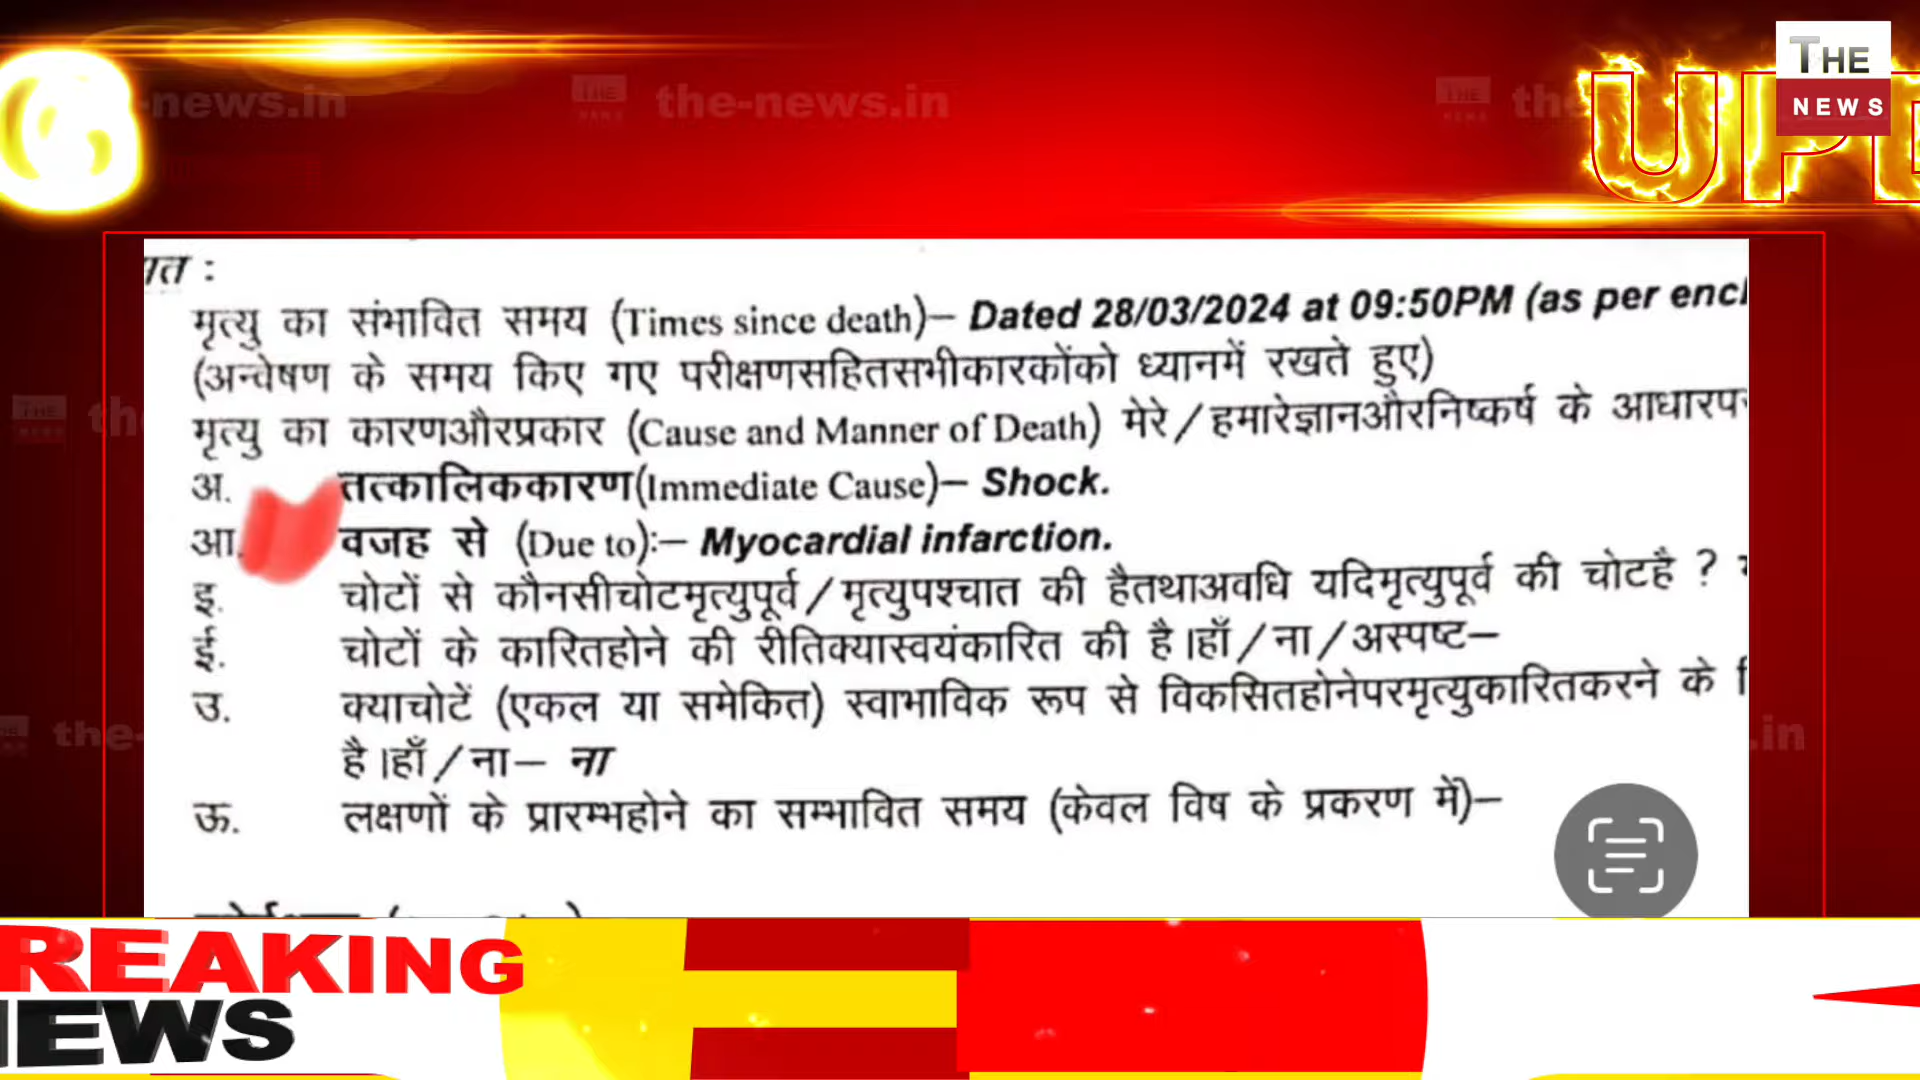 -news.in
the-news.in
THE
NEWS
मृत्यु का संभावित समय (Times since death)– Dated 28/03/2024 at 09:50PM (as per encl
(अन्वेषण के समय किए गए परीक्षणसहितसभीकारकोंको ध्यानमें रखते हुए)
मृत्यु का कारणऔरप्रकार (Cause and Manner of Death) मेरे/हमारेज्ञानऔरनिष्कर्ष के आधारपर
अ. तत्कालिककारण(Immediate Cause)– Shock.
आ. वजह से (Due to):– Myocardial infarction.
इ. चोटों से कौनसीचोटमृत्युपूर्व/मृत्युपश्चात की हैतथाअवधि यदिमृत्युपूर्व की चोटहै ?
ई. चोटों के कारितहोने की रीतिक्यास्वयंकारित की है।हाँ/ना/अस्पष्ट–
उ. क्याचोटें (एकल या समेकित) स्वाभाविक रूप से विकसितहोनेपरमृत्युकारितकरने के
है।हाँ/ना– ना
ऊ. लक्षणों के प्रारम्भहोने का सम्भावित समय (केवल विष के प्रकरण में)–
REAKING
NEWS